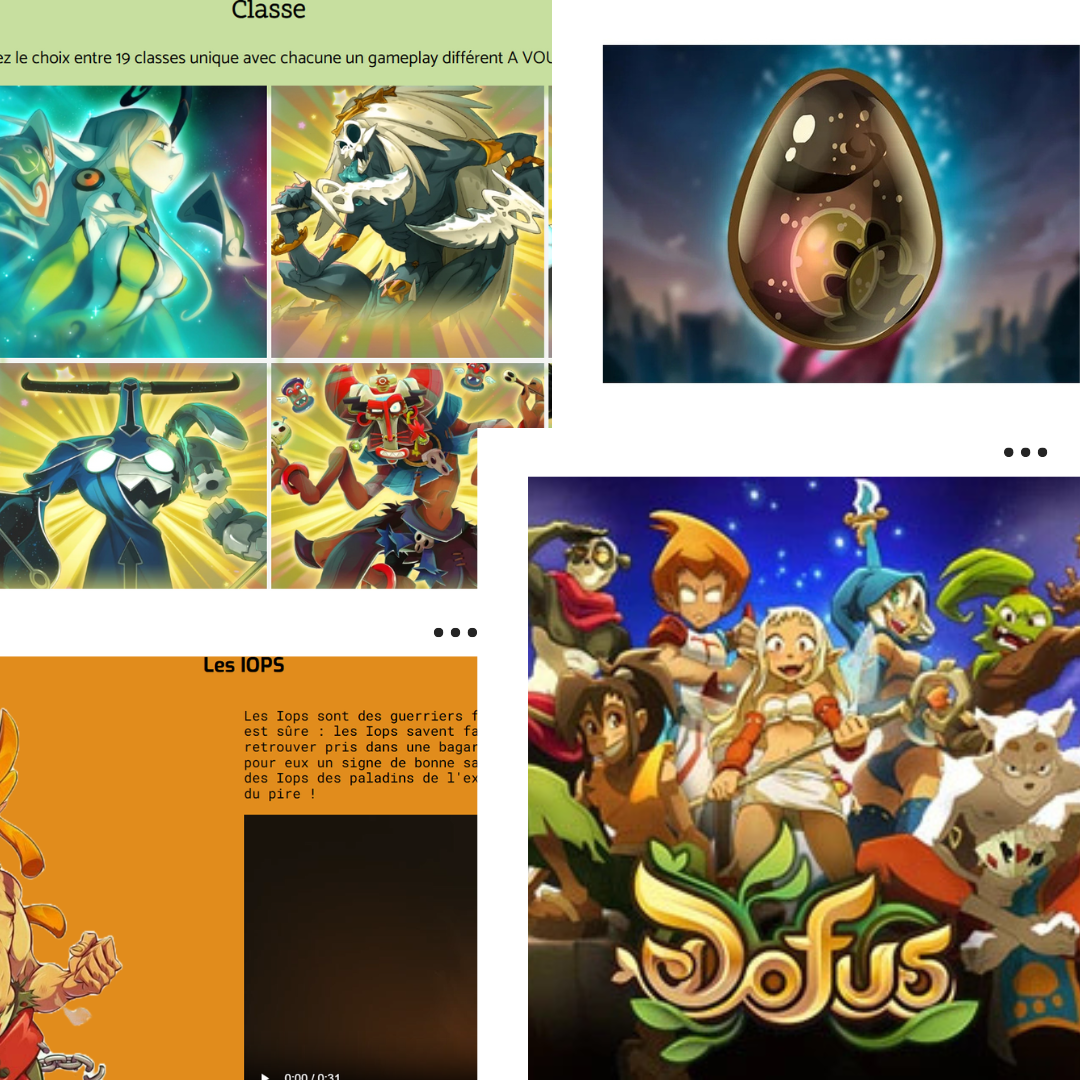 Classe
ez le choix entre 19 classes unique avec chacune un gameplay différent A VOU
Les IOPS
Les Iops sont des guerriers f
est sûre : les Iops savent fa
retrouver pris dans une bagar
pour eux un signe de bonne sa
des Iops des paladins de l'ex
du pire !
0:00 / 0:31
Dofus